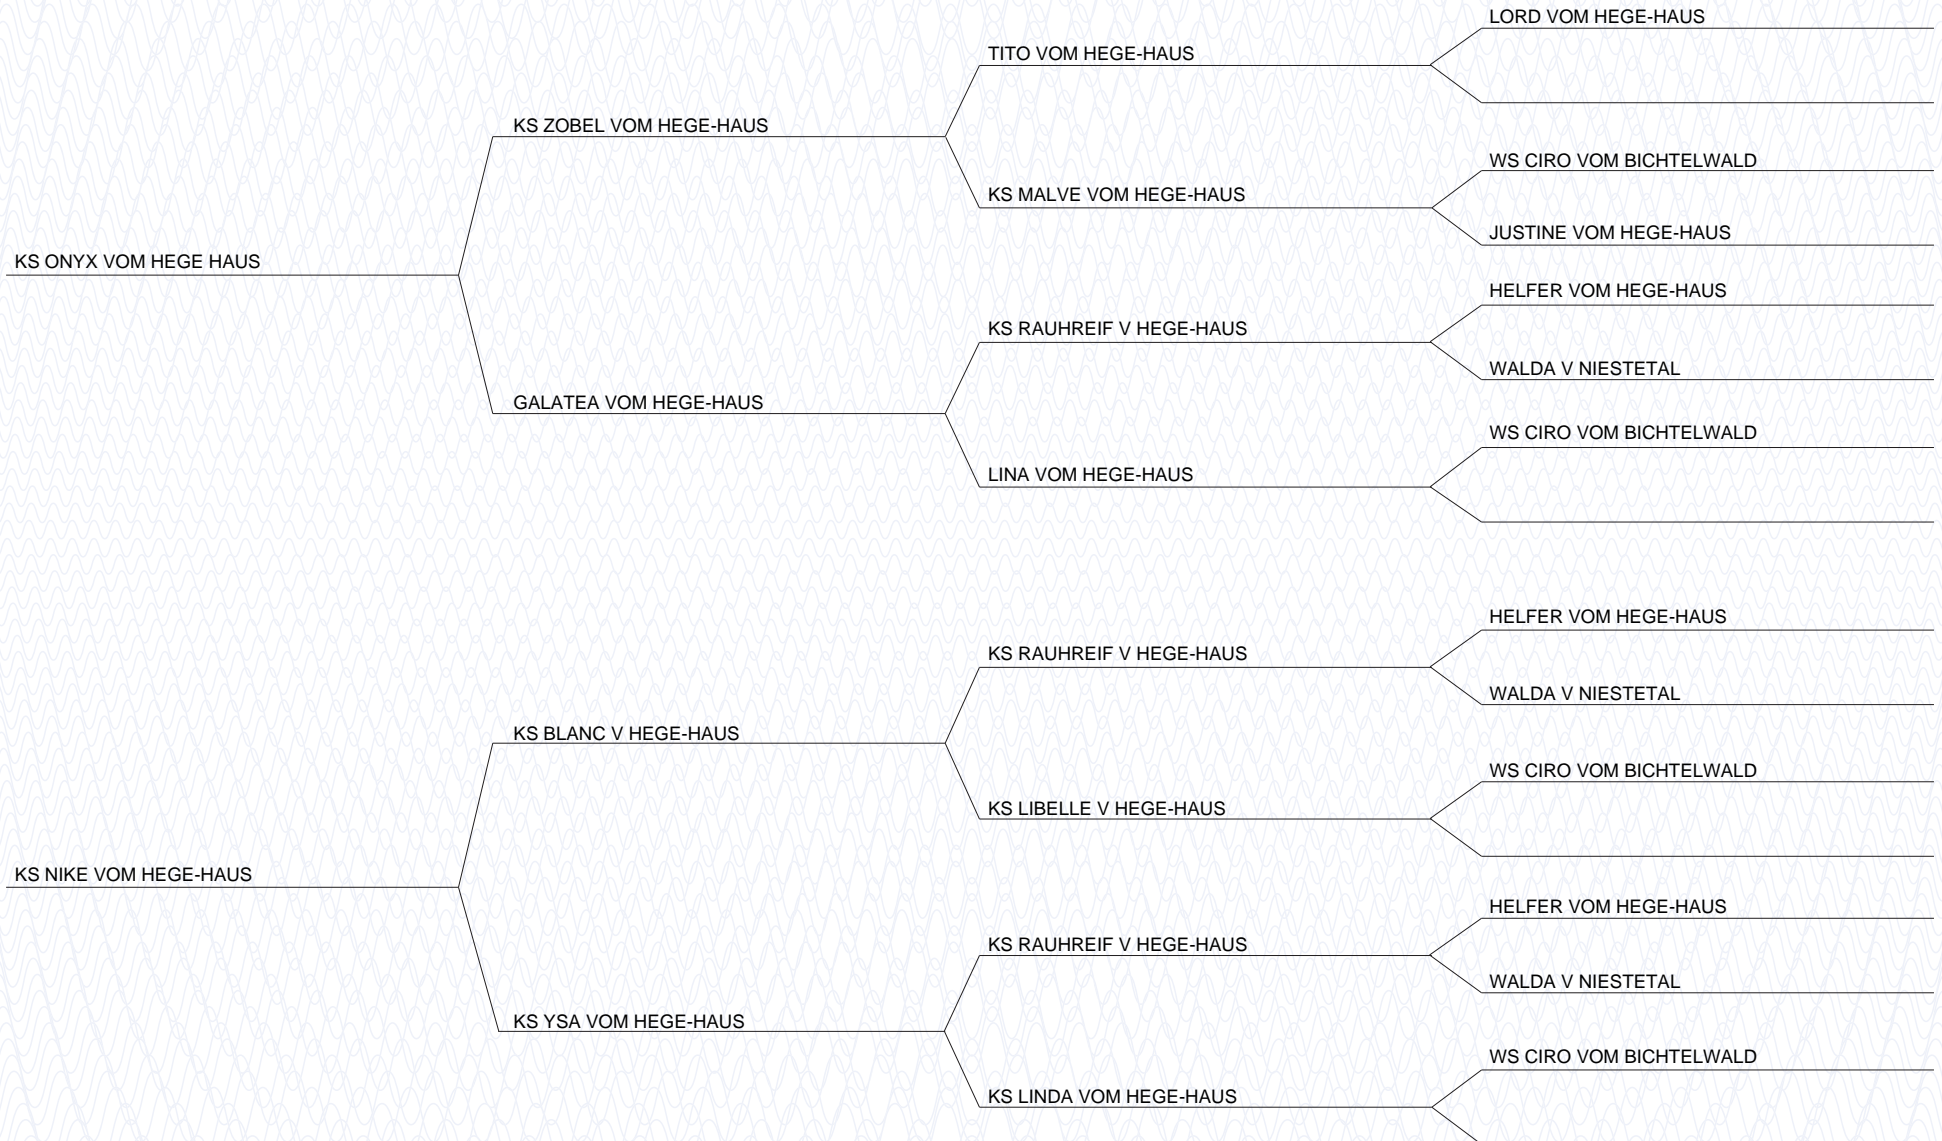 LORD VOM HEGE-HAUS
TITO VOM HEGE-HAUS
KS ZOBEL VOM HEGE-HAUS
WS CIRO VOM BICHTELWALD
KS MALVE VOM HEGE-HAUS
JUSTINE VOM HEGE-HAUS
KS ONYX VOM HEGE HAUS
HELFER VOM HEGE-HAUS
KS RAUHREIF V HEGE-HAUS
WALDA V NIESTETAL
GALATEA VOM HEGE-HAUS
WS CIRO VOM BICHTELWALD
LINA VOM HEGE-HAUS
HELFER VOM HEGE-HAUS
KS RAUHREIF V HEGE-HAUS
WALDA V NIESTETAL
KS BLANC V HEGE-HAUS
WS CIRO VOM BICHTELWALD
KS LIBELLE V HEGE-HAUS
KS NIKE VOM HEGE-HAUS
HELFER VOM HEGE-HAUS
KS RAUHREIF V HEGE-HAUS
WALDA V NIESTETAL
KS YSA VOM HEGE-HAUS
WS CIRO VOM BICHTELWALD
KS LINDA VOM HEGE-HAUS